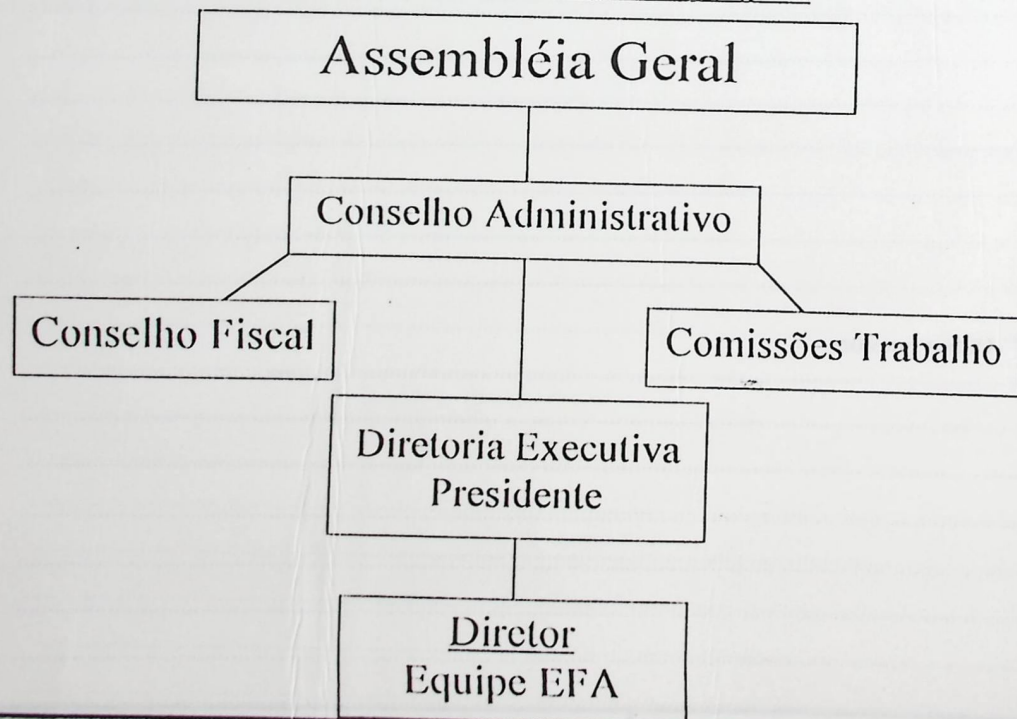 Assembléia Geral
Conselho Administrativo
Conselho Fiscal
Comissões Trabalho
Diretoria Executiva
Presidente
Diretor
Equipe EFA